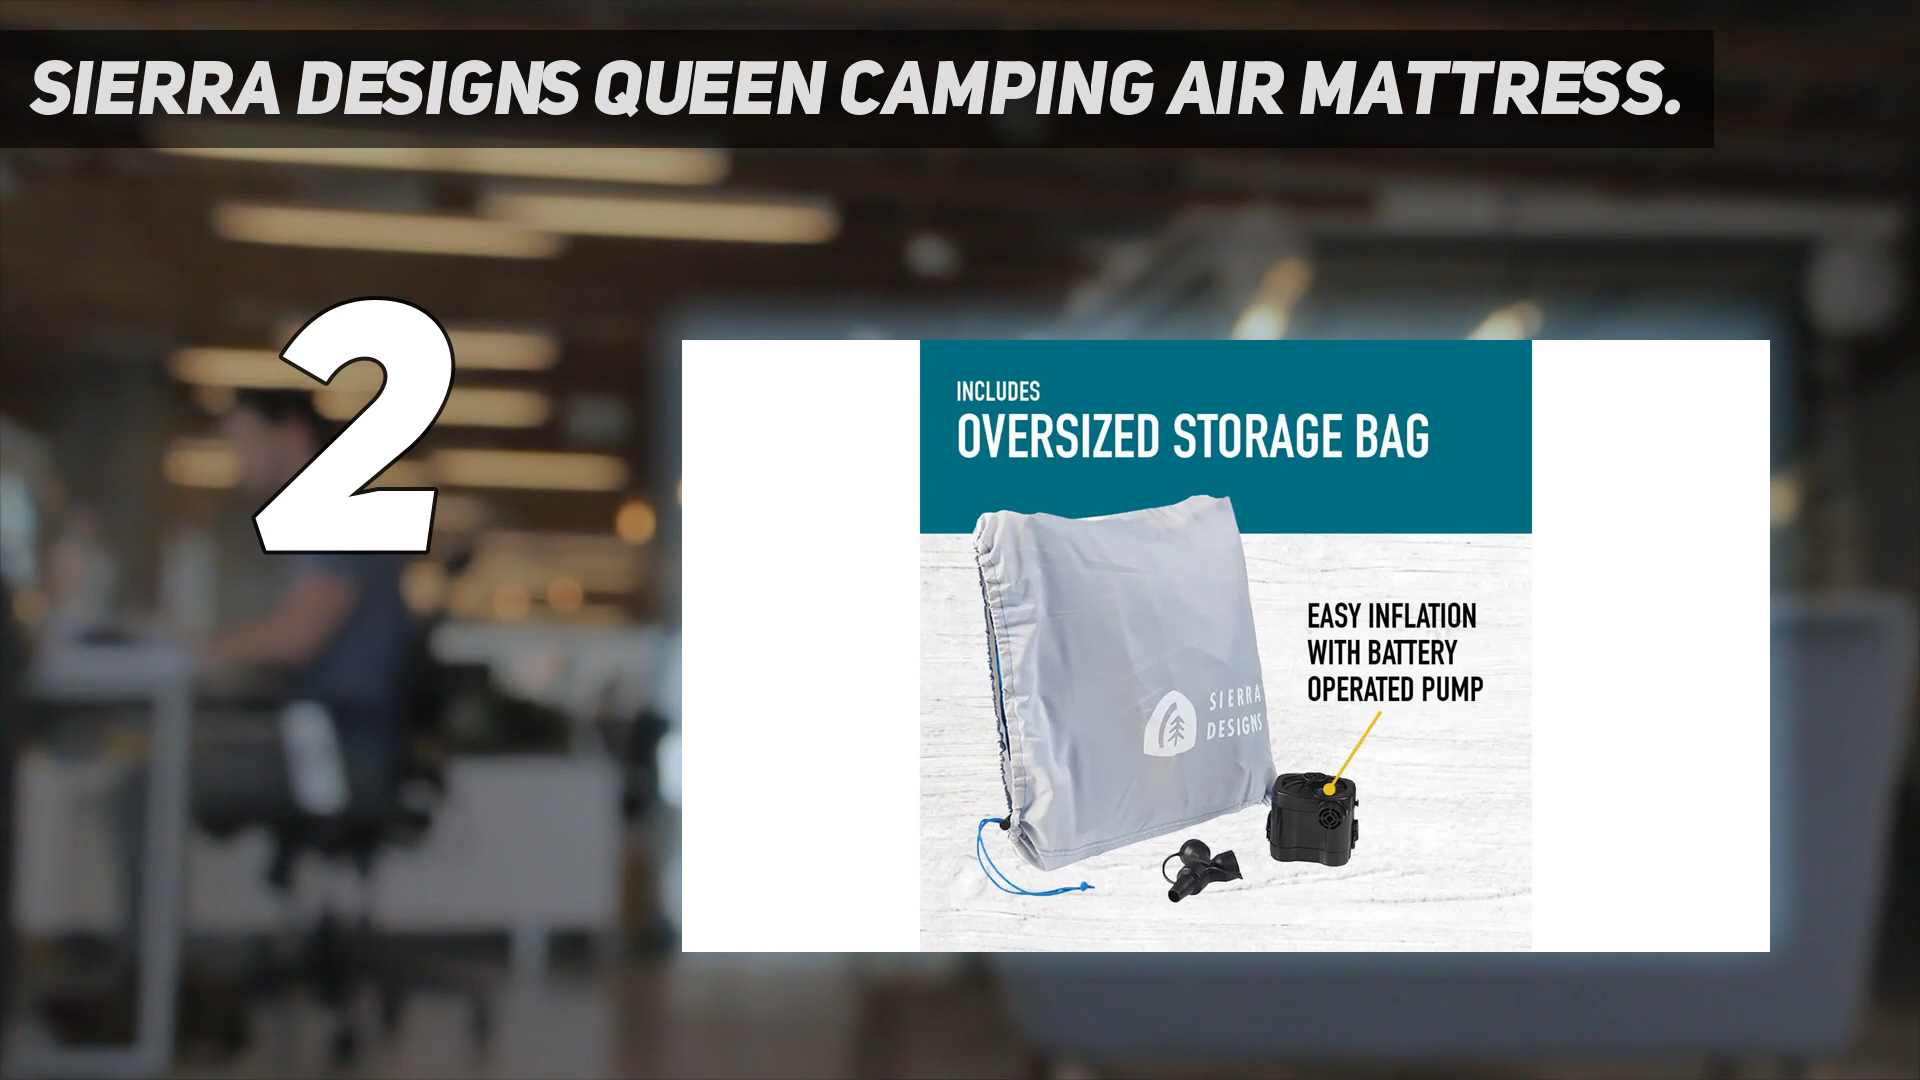 SIERRA DESIGNS QUEEN CAMPING AIR MATTRESS.
2
INCLUDES
OVERSIZED STORAGE BAG
EASY INFLATION
WITH BATTERY
OPERATED PUMP
SIERRA
DESIGNS